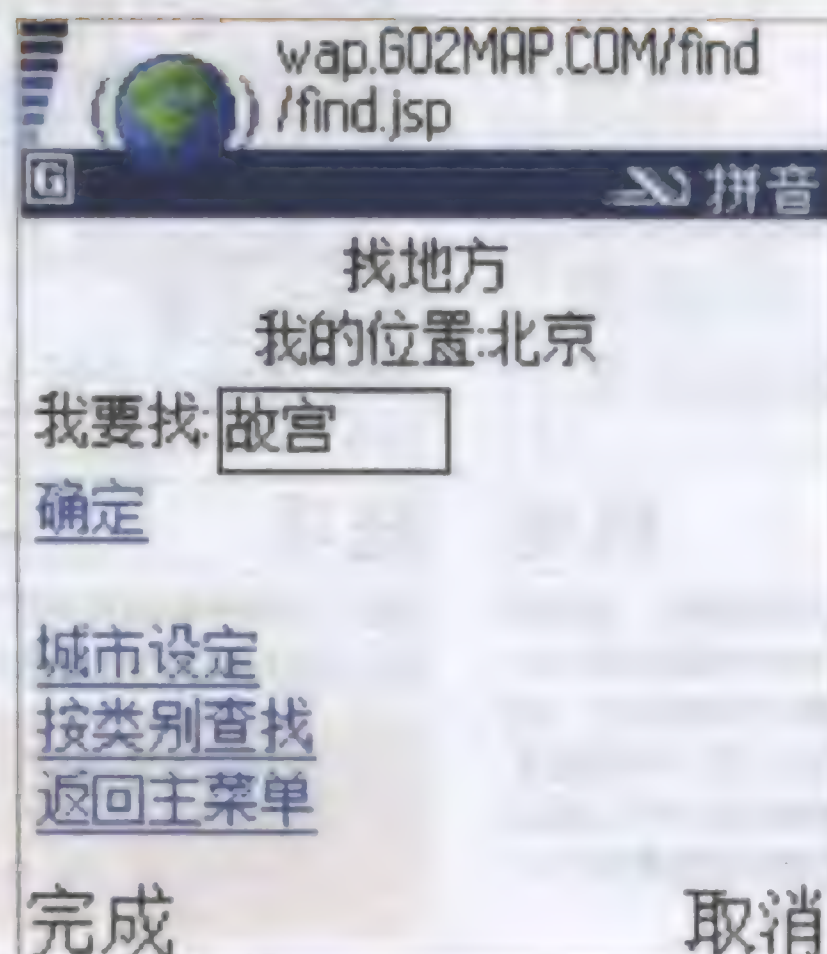 wap.GO2MAP.COM/find
/find.jsp
G 拼音
找地方
我的位置:北京
我要找:故宫
确定
城市设定
按类别查找
返回主菜单
完成 取消